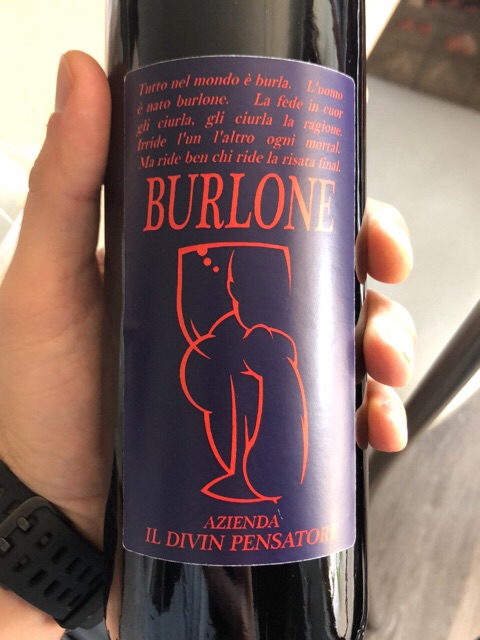 Tutto nel mondo è burla. L'uomo
è nato burlone. La fede in cuor
gli ciurla, gli ciurla la ragione.
Irride l'un l'altro ogni mortal.
Ma ride ben chi ride la risata final.
BURLONE
AZIENDA
IL DIVIN PENSATORE